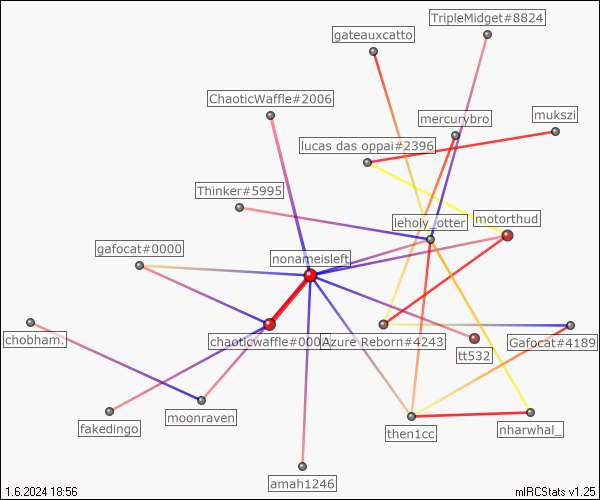 TripleMidget#8824
gateauxcatto
ChaoticWaffle#2006
mukszi
mercurybro
lucas das oppai#2396
Thinker#5995
leholy_otter
motorthud
gafocat#0000
nonameisleft
chobham.
chaoticwaffle#000
Azure Reborn#4243
Gafocat#4189
tt532
moonraven
fakedingo
then1cc
nharwhal_
amah1246
1.6.2024 18:56
mIRCStats v1.25